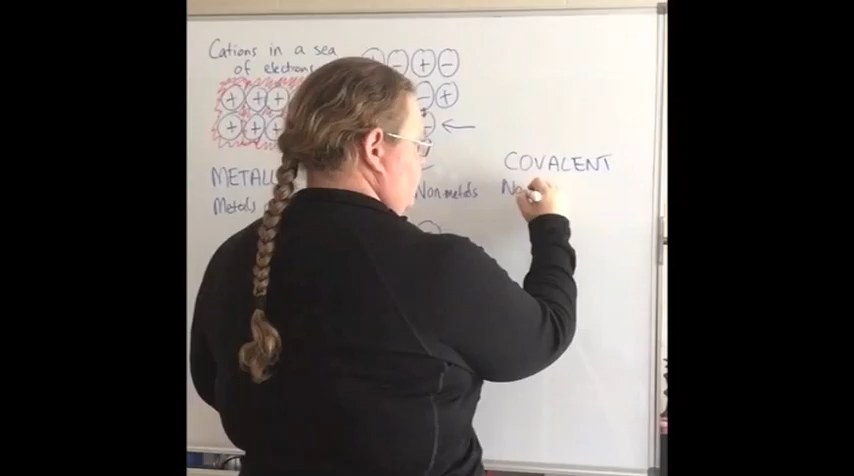 Cations in a sea
of electrons
+ - + -
+ + + - +
+ + + -
COVALENT
METALL
Metals Non-metals No